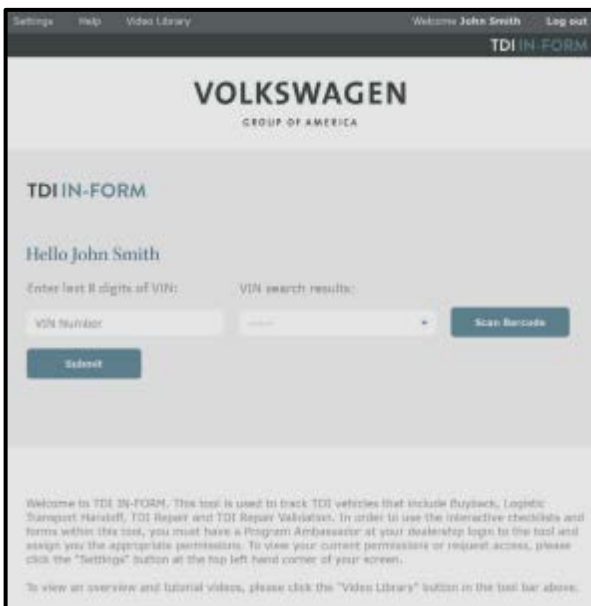 Settings Help Video Library Welcome John Smith Log out
TDI IN-FORM
VOLKSWAGEN
GROUP OF AMERICA
TDI IN-FORM
Hello John Smith
Enter last 8 digits of VIN: VIN search results:
VIN Number ------ Scan Barcode
Submit
Welcome to TDI IN-FORM. This tool is used to track TDI vehicles that include Buyback, Logistic
Transport Handoff, TDI Repair and TDI Repair Validation. In order to use the interactive checklists and
forms within this tool, you must have a Program Ambassador at your dealership login to the tool and
assign you the appropriate permissions. To view your current permissions or request access, please
click the "Settings" button at the top left hand corner of your screen.
To view an overview and tutorial videos, please click the "Video Library" button in the tool bar above.